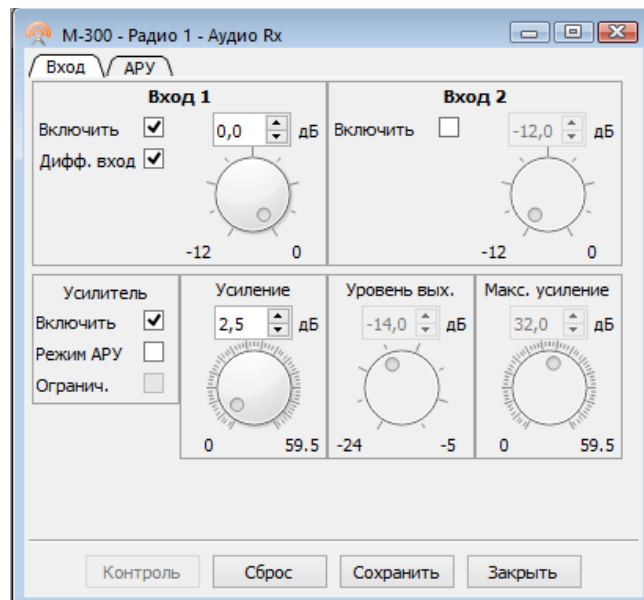 М-300 - Радио 1 - Аудио Rx
Вход АРУ
Вход 1 Вход 2
Включить 0,0 дБ Включить -12,0 дБ
Дифф. вход
-12 0 -12 0
Усилитель Усиление Уровень вых. Макс. усиление
Включить 2,5 дБ -14,0 дБ 32,0 дБ
Режим АРУ
Огранич.
0 59.5 -24 -5 0 59.5
Контроль Сброс Сохранить Закрыть